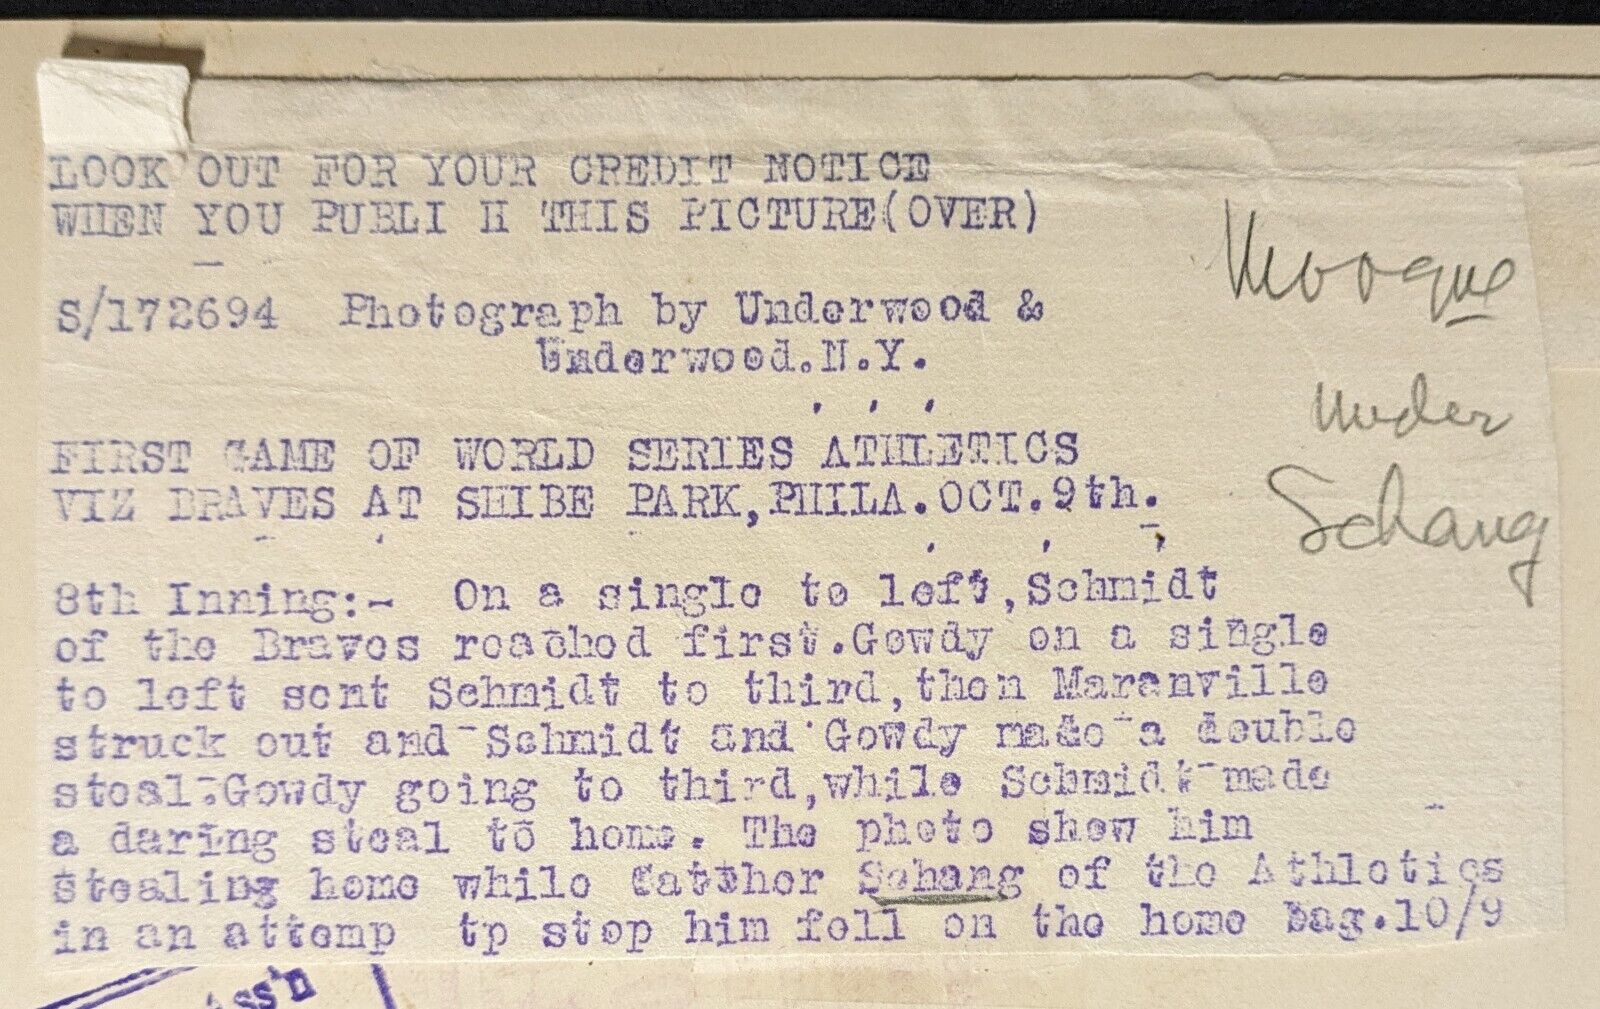 LOOK OUT FOR YOUR CREDIT NOTICE
WHEN YOU PUBLI H THIS PICTURE(OVER)
S/172694 Photograph by Underwood &
Underwood.N.Y.
FIRST GAME OF WORLD SERIES ATHLETICS
VIZ BRAVES AT SHIBE PARK,PHILA.OCT.9th.
8th Inning:- On a single to left,Schmidt
of the Braves reached first.Gowdy on a single
to left sent Schmidt to third,then Maranville
struck out and Schmidt and Gowdy made a double
steal.Gowdy going to third,while Schmidt made
a daring steal to home. The photo show him
stealing home while Catcher Schang of the Athletics
in an attemp tp stop him fell on the home bag.10/9
under
Schang
Ass'n